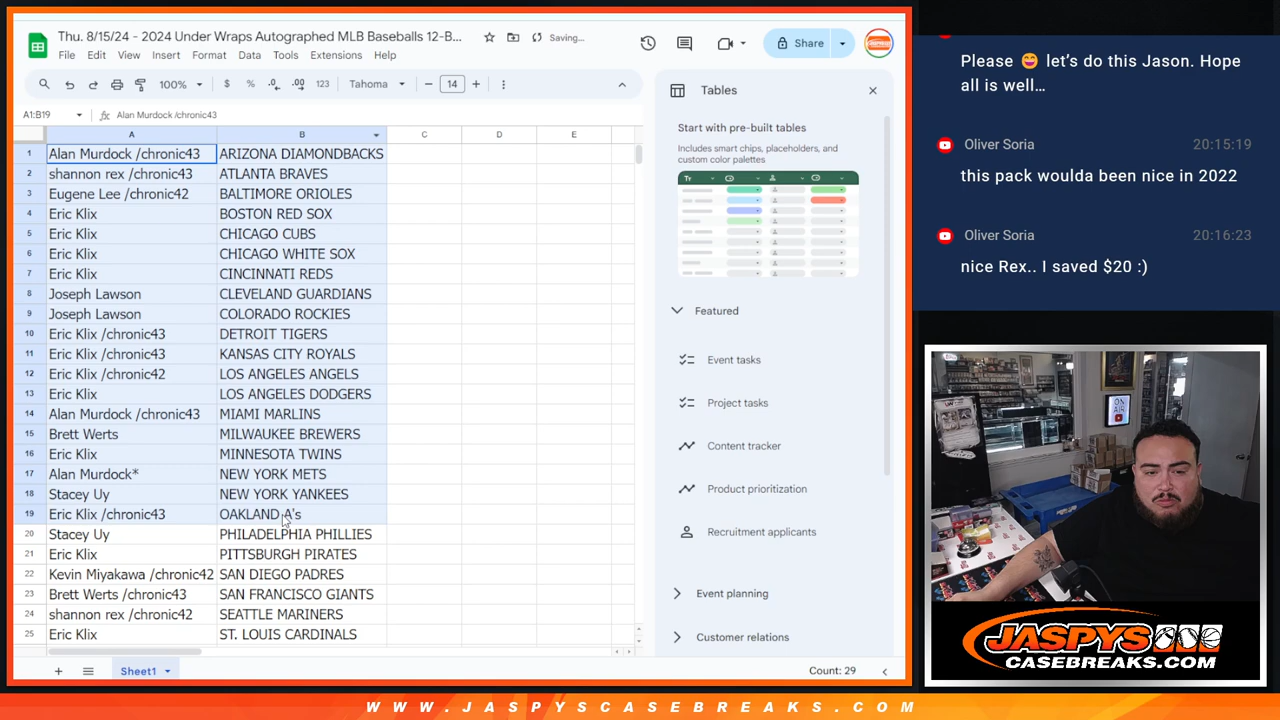 Thu. 8/15/24 - 2024 Under Wraps Autographed MLB Baseballs 12-B...
Saving...
File Edit View Insert Format Data Tools Extensions Help
Share
100%
$ % .0 .00 123
Tahoma
14
A1:B19
Alan Murdock /chronic43
A B C D E
1 Alan Murdock /chronic43 ARIZONA DIAMONDBACKS
2 shannon rex /chronic43 ATLANTA BRAVES
3 Eugene Lee /chronic42 BALTIMORE ORIOLES
4 Eric Klix BOSTON RED SOX
5 Eric Klix CHICAGO CUBS
6 Eric Klix CHICAGO WHITE SOX
7 Eric Klix CINCINNATI REDS
8 Joseph Lawson CLEVELAND GUARDIANS
9 Joseph Lawson COLORADO ROCKIES
10 Eric Klix /chronic43 DETROIT TIGERS
11 Eric Klix /chronic43 KANSAS CITY ROYALS
12 Eric Klix /chronic42 LOS ANGELES ANGELS
13 Eric Klix LOS ANGELES DODGERS
14 Alan Murdock /chronic43 MIAMI MARLINS
15 Brett Werts MILWAUKEE BREWERS
16 Eric Klix MINNESOTA TWINS
17 Alan Murdock* NEW YORK METS
18 Stacey Uy NEW YORK YANKEES
19 Eric Klix /chronic43 OAKLAND A's
20 Stacey Uy PHILADELPHIA PHILLIES
21 Eric Klix PITTSBURGH PIRATES
22 Kevin Miyakawa /chronic42 SAN DIEGO PADRES
23 Brett Werts /chronic43 SAN FRANCISCO GIANTS
24 shannon rex /chronic42 SEATTLE MARINERS
25 Eric Klix ST. LOUIS CARDINALS
Sheet1
Count: 29
Tables
Start with pre-built tables
Includes smart chips, placeholders, and
custom color palettes
Featured
Event tasks
Project tasks
Content tracker
Product prioritization
Recruitment applicants
Event planning
Customer relations
Please 😄 let's do this Jason. Hope
all is well...
Oliver Soria 20:15:19
this pack woulda been nice in 2022
Oliver Soria 20:16:23
nice Rex.. I saved $20 :)
ON
AIR
JASPYS
CASEBREAKS.COM
WWW.JASPYSCASEBREAKS.COM